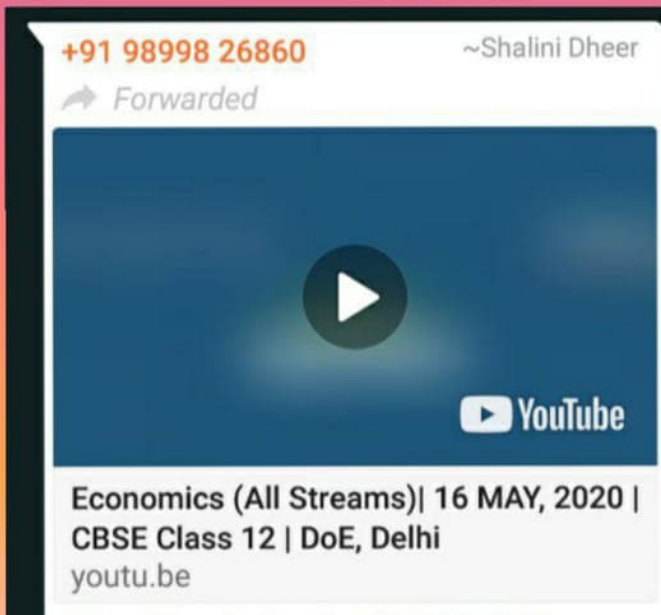 +91 98998 26860 ~Shalini Dheer
Forwarded
YouTube
Economics (All Streams)| 16 MAY, 2020 |
CBSE Class 12 | DoE, Delhi
youtu.be